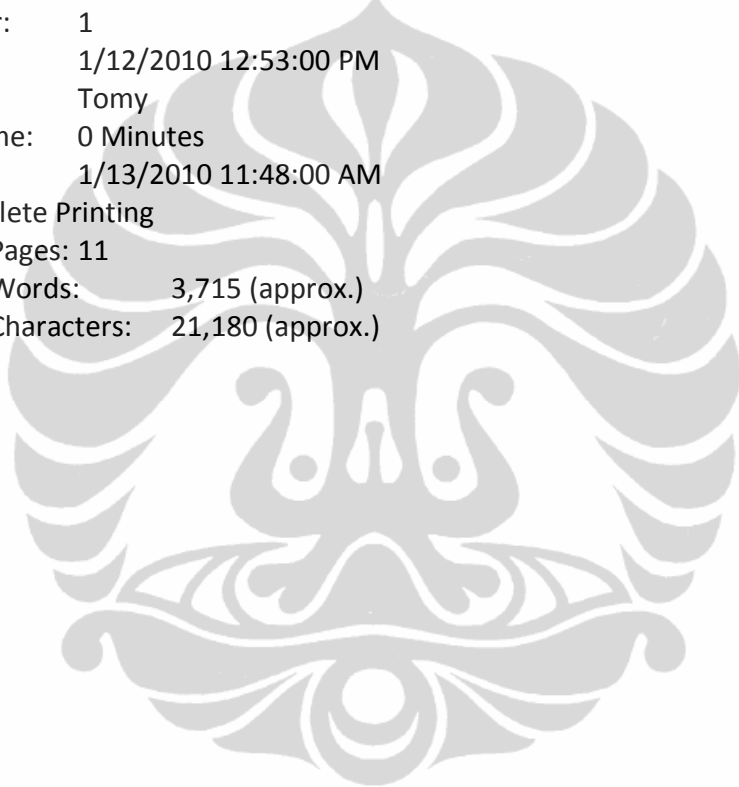 r: 1
1/12/2010 12:53:00 PM
Tomy
ne: 0 Minutes
1/13/2010 11:48:00 AM
lete Printing
Pages: 11
Words: 3,715 (approx.)
Characters: 21,180 (approx.)